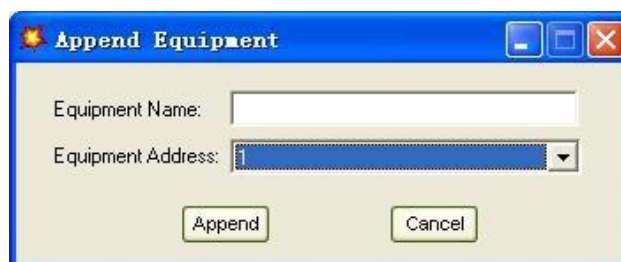 Append Equipment
Equipment Name:
Equipment Address: 1
Append Cancel